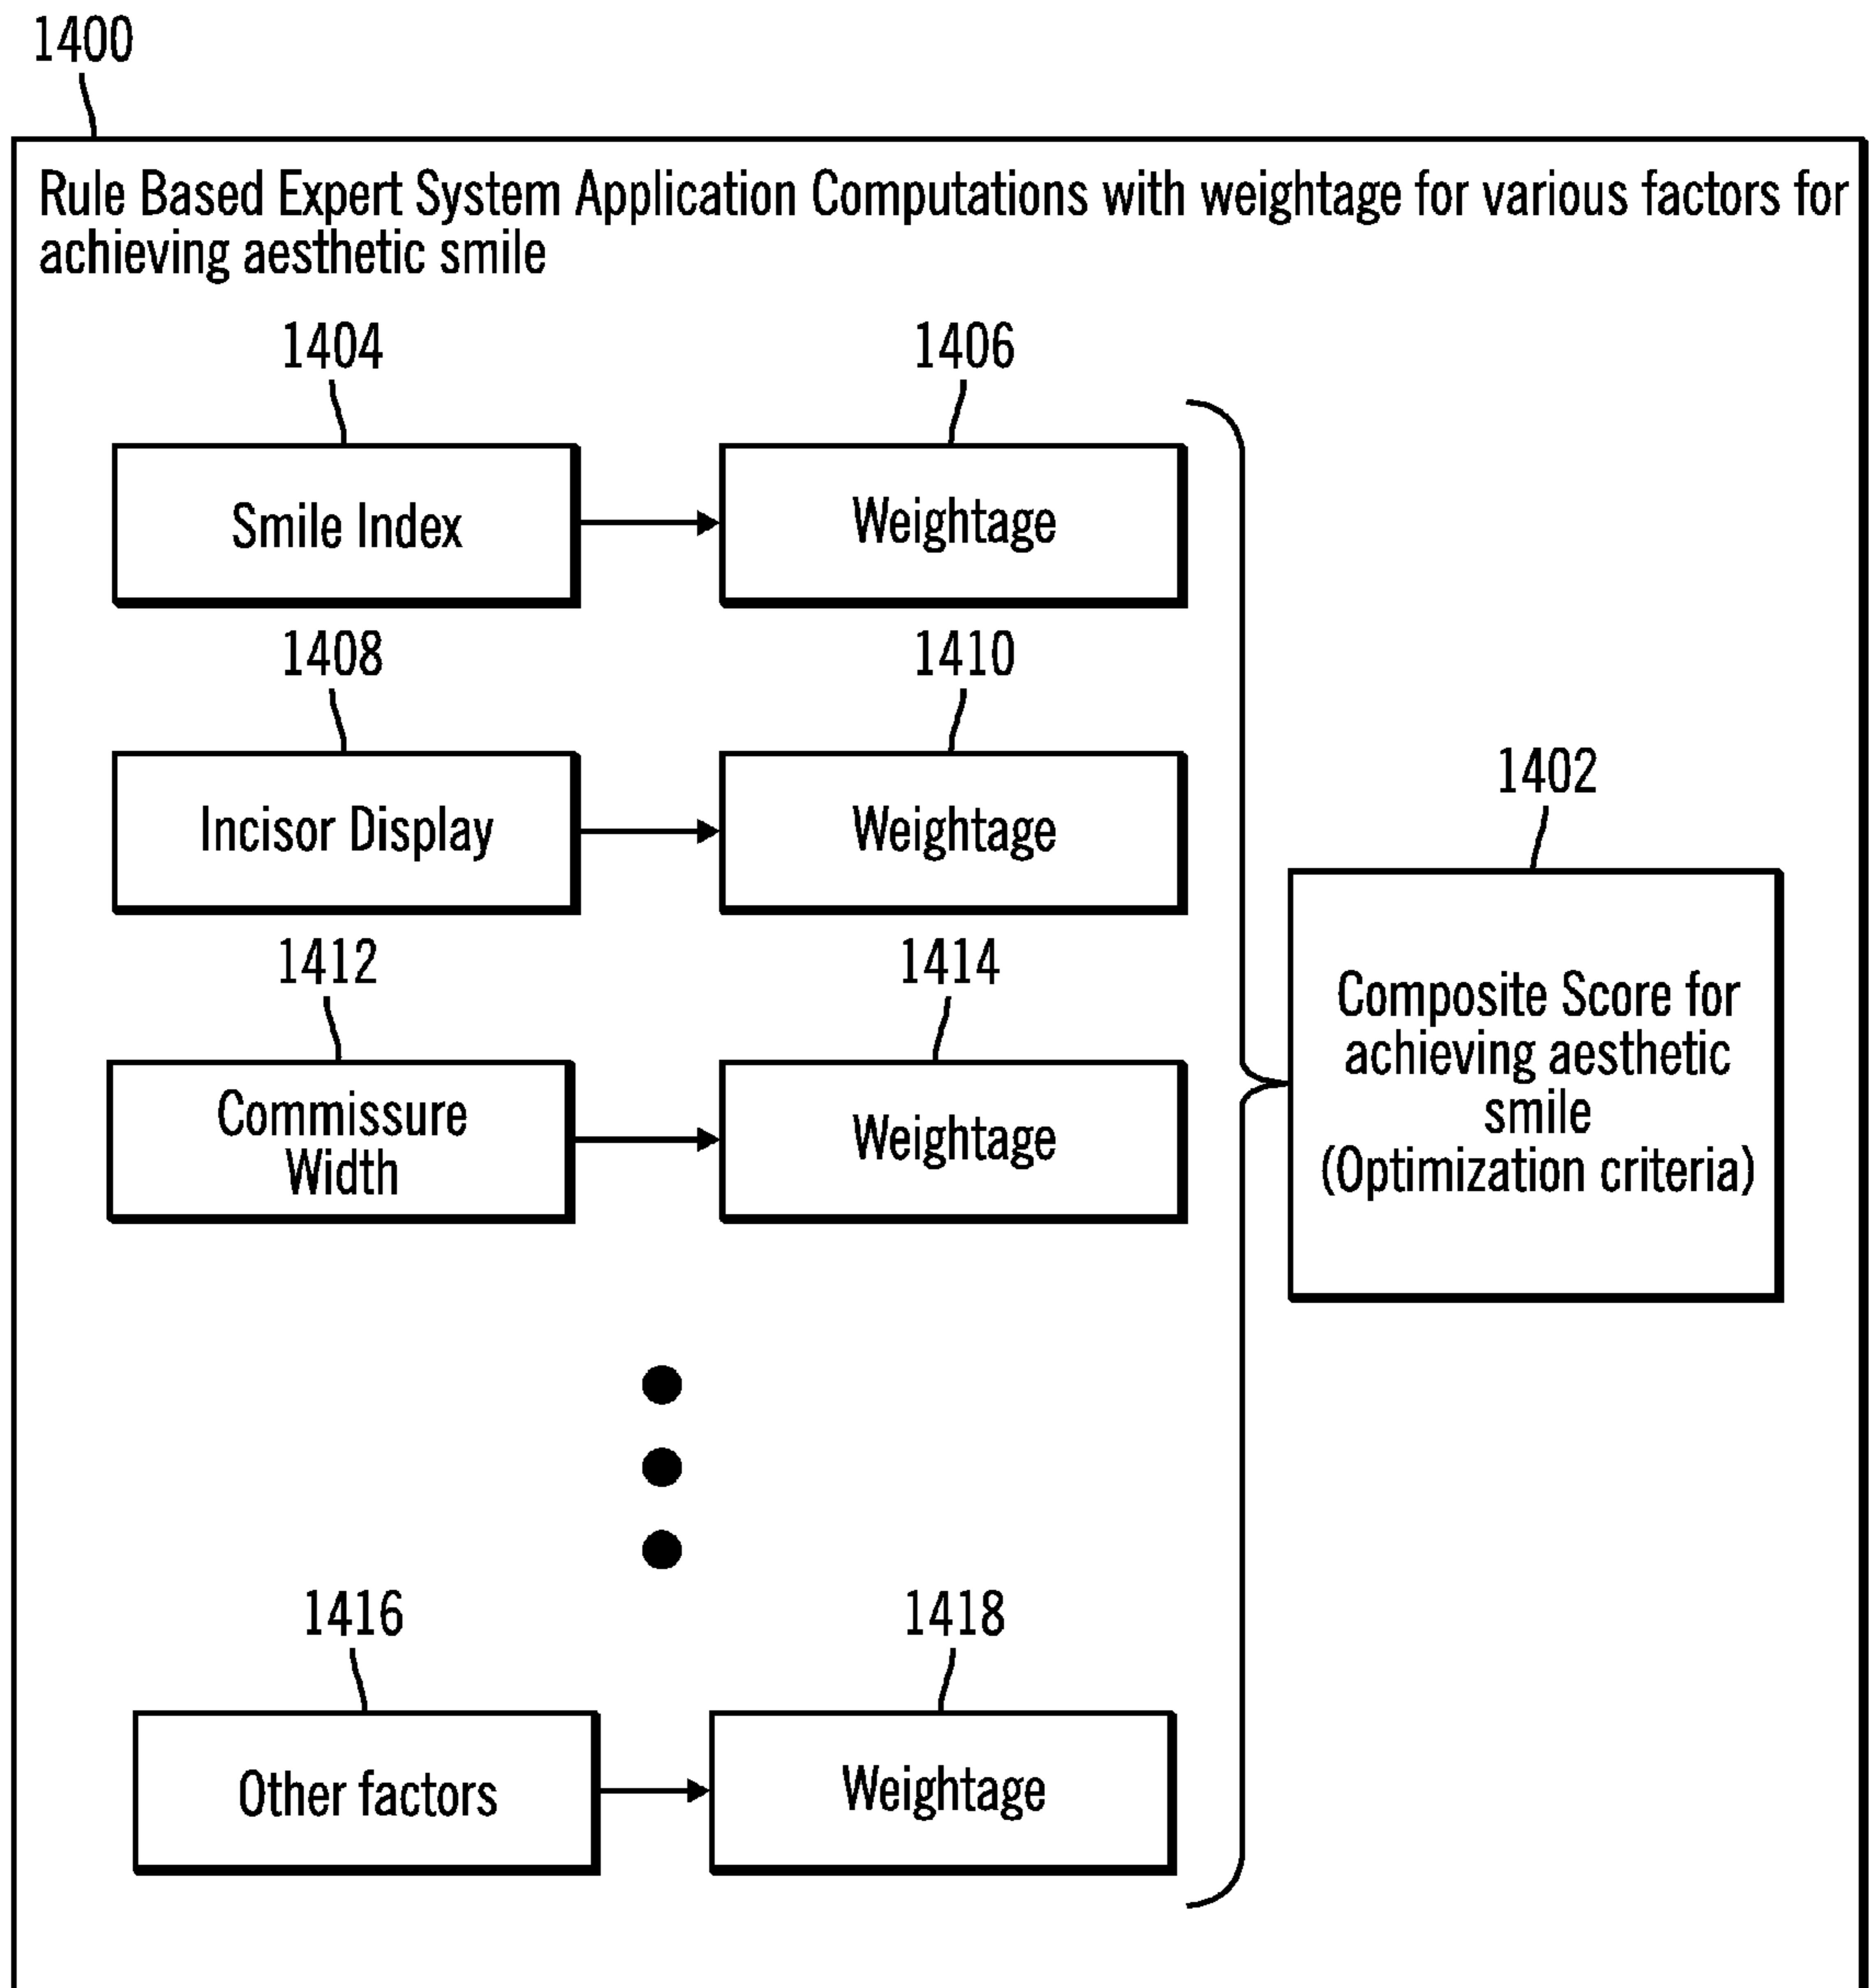 1400
Rule Based Expert System Application Computations with weightage for various factors for
achieving aesthetic smile
1404
1406
Smile Index
Weightage
1408
1410
Incisor Display
Weightage
1402
Composite Score for
achieving aesthetic
smile
(Optimization criteria)
1412
1414
Commissure
Width
Weightage
1416
1418
Other factors
Weightage